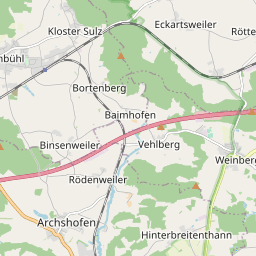 Eckartsweiler
Kloster Sulz
Rötte
nbühl
Bortenberg
Baimhofen
Binsenweiler
Vehlberg
Weinberg
Rödenweiler
Archshofen
Hinterbreitenthann